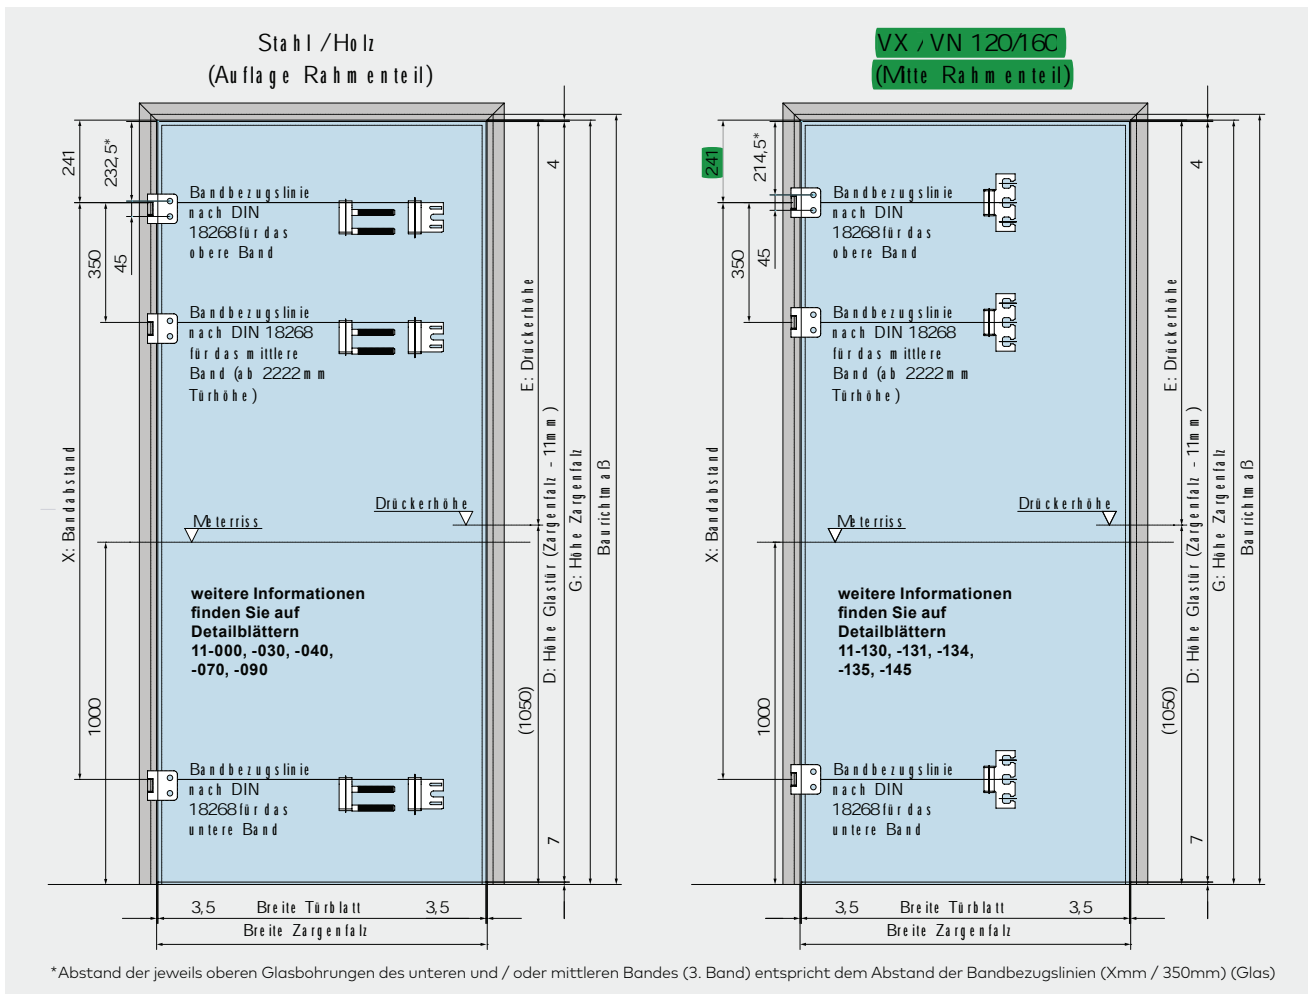 Stahl/Holz
(Auflage Rahmenteil)
241
232,5*
350
45
Bandbezugslinie
nach DIN
18268 für das
obere Band
Bandbezugslinie
nach DIN 18268
für das mittlere
Band (ab 2222mm
Türhöhe)
X: Bandabstand
Meterriss
Drückerhöhe
1000
weitere Informationen
finden Sie auf
Detailblättern
11-000, -030, -040,
-070, -090
Bandbezugslinie
nach DIN
18268 für das
untere Band
4
E: Drückerhöhe
(1050)
7
D: Höhe Glastür (Zargenfalz - 11mm)
G: Höhe Zargenfalz
Baurichtmaß
3,5 Breite Türblatt 3,5
Breite Zargenfalz
VX / VN 120/160
(Mitte Rahmenteil)
241
214,5*
350
45
Bandbezugslinie
nach DIN
18268 für das
obere Band
Bandbezugslinie
nach DIN 18268
für das mittlere
Band (ab 2222mm
Türhöhe)
X: Bandabstand
Meterriss
Drückerhöhe
1000
weitere Informationen
finden Sie auf
Detailblättern
11-130, -131, -134,
-135, -145
Bandbezugslinie
nach DIN
18268 für das
untere Band
4
E: Drückerhöhe
(1050)
7
D: Höhe Glastür (Zargenfalz - 11mm)
G: Höhe Zargenfalz
Baurichtmaß
3,5 Breite Türblatt 3,5
Breite Zargenfalz
*Abstand der jeweils oberen Glasbohrungen des unteren und / oder mittleren Bandes (3. Band) entspricht dem Abstand der Bandbezugslinien (Xmm / 350mm) (Glas)